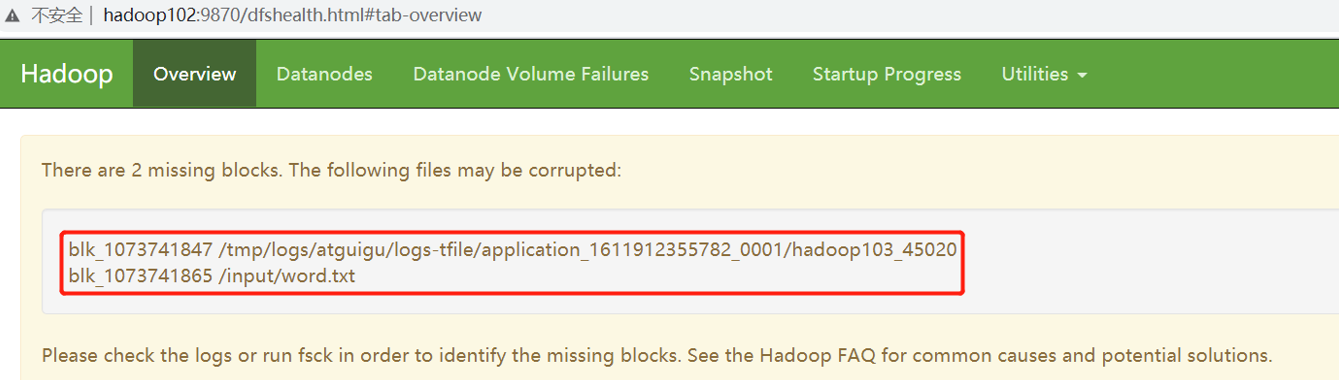 不安全 | hadoop102:9870/dfshealth.html#tab-overview
Hadoop Overview Datanodes Datanode Volume Failures Snapshot Startup Progress Utilities
There are 2 missing blocks. The following files may be corrupted:
blk_1073741847 /tmp/logs/atguigu/logs-tfile/application_1611912355782_0001/hadoop103_45020
blk_1073741865 /input/word.txt
Please check the logs or run fsck in order to identify the missing blocks. See the Hadoop FAQ for common causes and potential solutions.